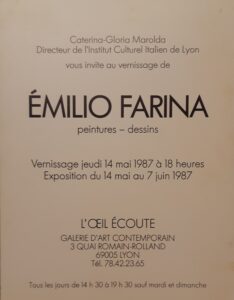 Caterina-Gloria Marolda
Directeur de l'Institut Culturel Italien de Lyon
vous invite au vernissage de
ÉMILIO FARINA
peintures – dessins
Vernissage jeudi 14 mai 1987 à 18 heures
Exposition du 14 mai au 7 juin 1987
L'ŒIL ÉCOUTE
GALERIE D'ART CONTEMPORAIN
3 QUAI ROMAIN-ROLLAND
69005 LYON
Tél. 78.42.23.65
Tous les jours de 14 h 30 à 19 h 30 sauf mardi et dimanche